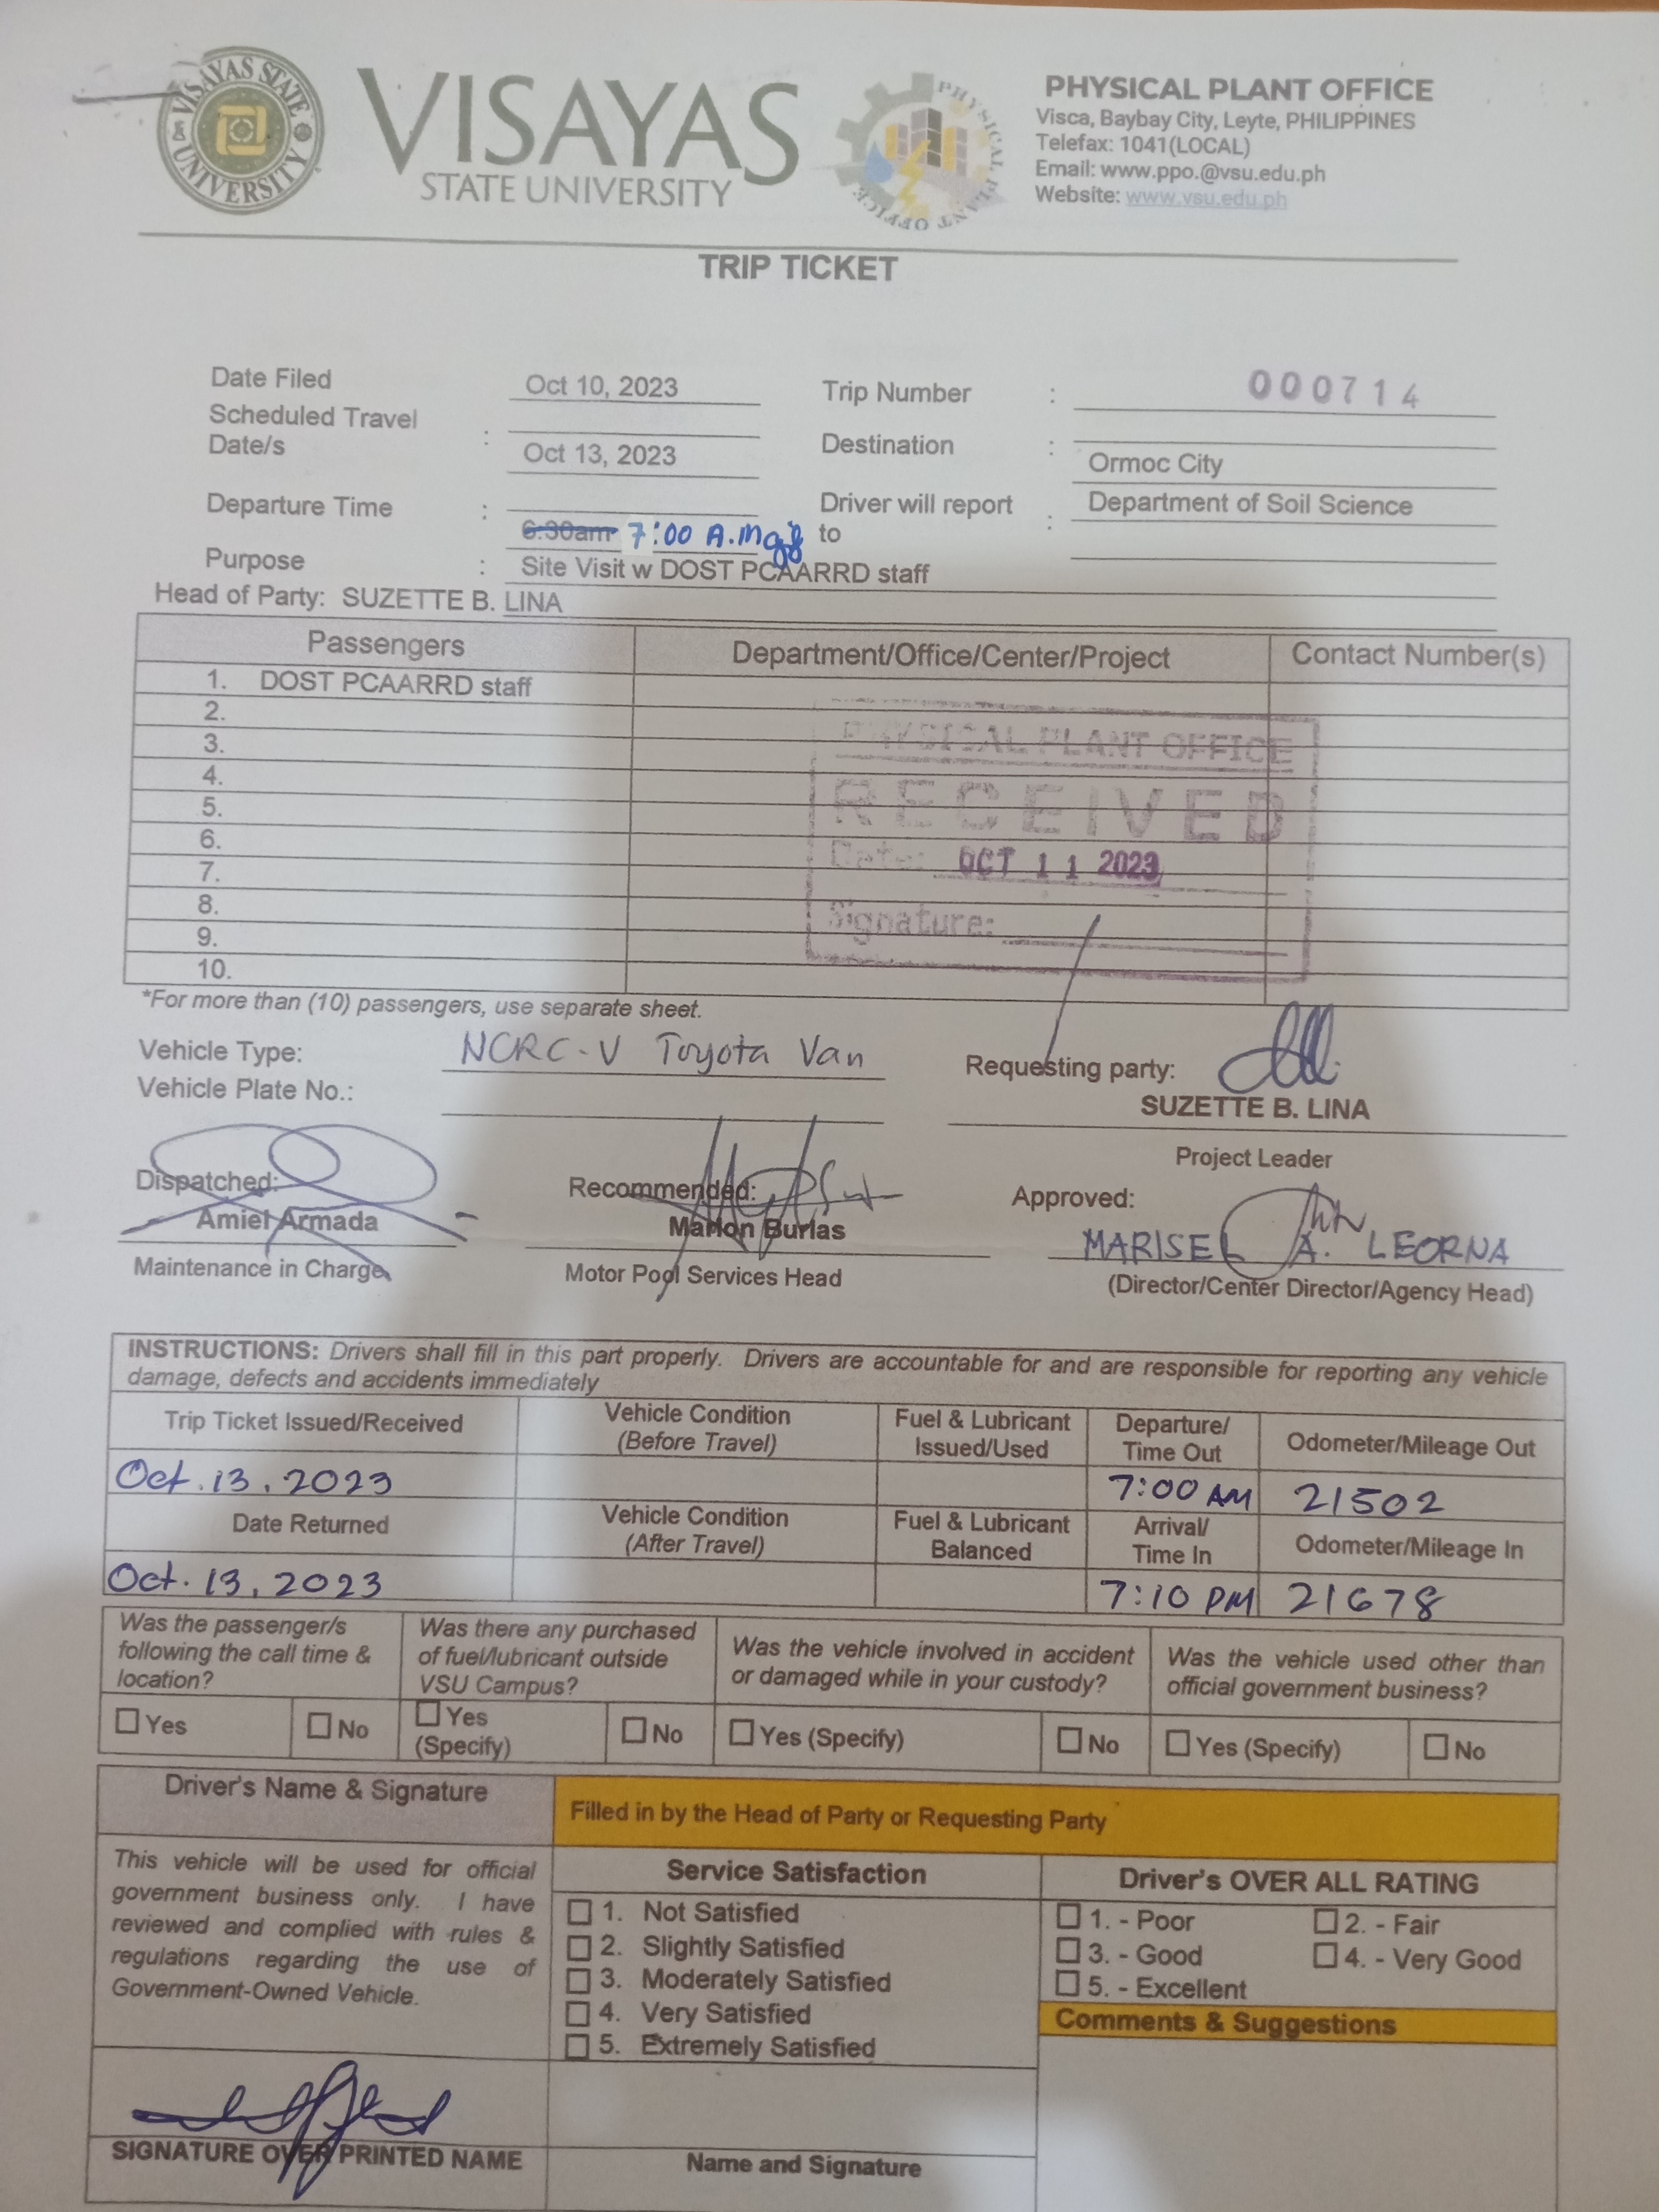 VISAYAS STATE UNIVERSITY
VISAYAS
STATE UNIVERSITY
PHYSICAL PLANT OFFICE
PHYSICAL PLANT OFFICE
Visca, Baybay City, Leyte, PHILIPPINES
Telefax: 1041(LOCAL)
Email: www.ppo.@vsu.edu.ph
Website: www.vsu.edu.ph
TRIP TICKET
Date Filed Oct 10, 2023 Trip Number : 000714
Scheduled Travel Date/s : Oct 13, 2023 Destination : Ormoc City
Departure Time : 6:30am 7:00 A.M Driver will report to : Department of Soil Science
Purpose : Site Visit w DOST PCAARRD staff
Head of Party: SUZETTE B. LINA
Passengers Department/Office/Center/Project Contact Number(s)
1. DOST PCAARRD staff
2.
3.
4.
5.
6.
7.
8.
9.
10.
PHYSICAL PLANT OFFICE
RECEIVED
Date: OCT 11 2023
Signature:
*For more than (10) passengers, use separate sheet.
Vehicle Type: NCRC-V Toyota Van
Vehicle Plate No.:
Requesting party:
SUZETTE B. LINA
Project Leader
Dispatched: Recommended: Approved:
Amiel Armada Marlon Burlas MARISEL A. LEORNA
Maintenance in Charge Motor Pool Services Head (Director/Center Director/Agency Head)
INSTRUCTIONS: Drivers shall fill in this part properly. Drivers are accountable for and are responsible for reporting any vehicle
damage, defects and accidents immediately
Trip Ticket Issued/Received Vehicle Condition (Before Travel) Fuel & Lubricant Issued/Used Departure/ Time Out Odometer/Mileage Out
Oct. 13, 2023 7:00 AM 21502
Date Returned Vehicle Condition (After Travel) Fuel & Lubricant Balanced Arrival/ Time In Odometer/Mileage In
Oct. 13, 2023 7:10 PM 21678
Was the passenger/s following the call time & location?
Was there any purchased of fuel/lubricant outside VSU Campus?
Was the vehicle involved in accident or damaged while in your custody?
Was the vehicle used other than official government business?
Yes No Yes (Specify) No Yes (Specify) No Yes (Specify) No
Driver's Name & Signature
Filled in by the Head of Party or Requesting Party
This vehicle will be used for official
government business only. I have
reviewed and complied with rules &
regulations regarding the use of
Government-Owned Vehicle.
Service Satisfaction
1. Not Satisfied
2. Slightly Satisfied
3. Moderately Satisfied
4. Very Satisfied
5. Extremely Satisfied
Driver's OVER ALL RATING
1. - Poor 2. - Fair
3. - Good 4. - Very Good
5. - Excellent
Comments & Suggestions
SIGNATURE OVER PRINTED NAME
Name and Signature